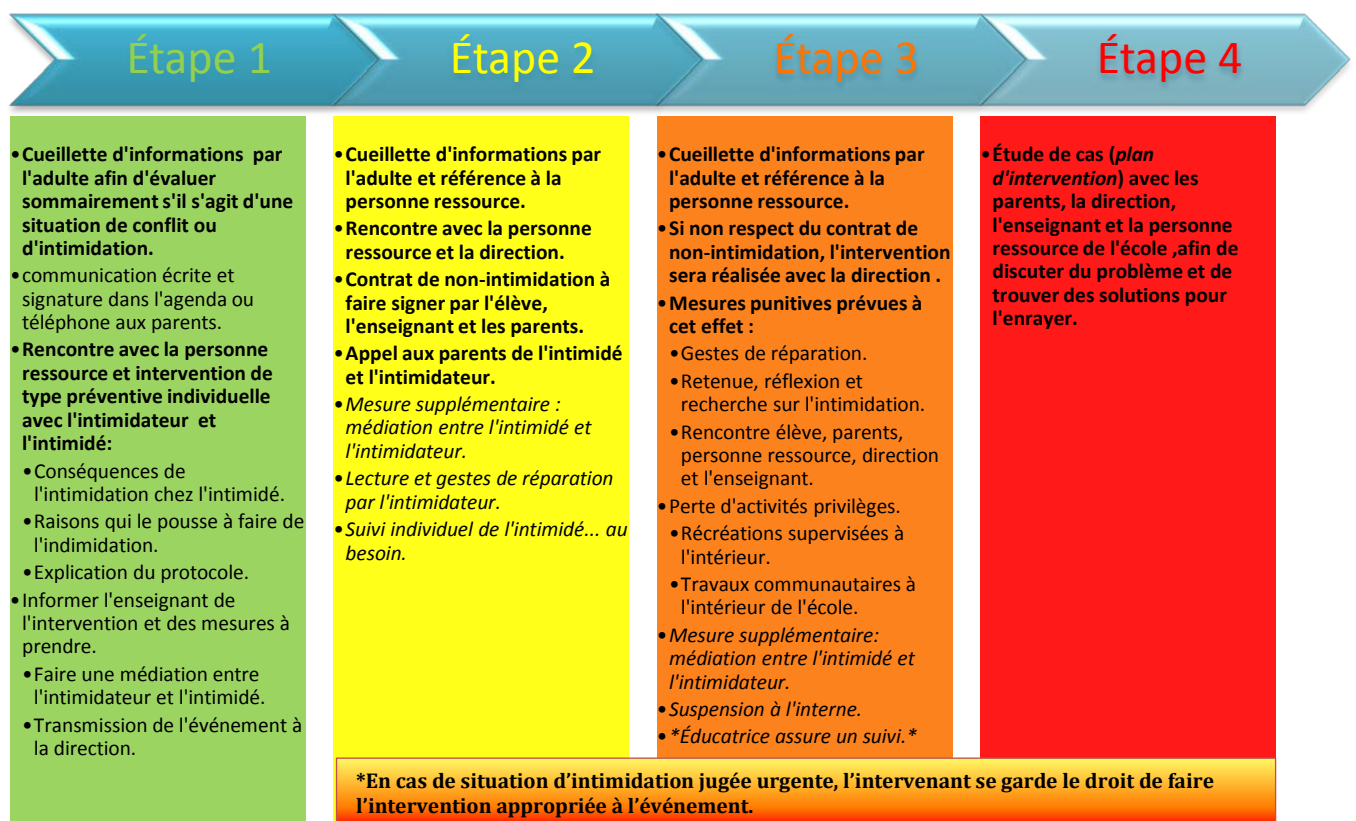 Étape 1
Étape 2
Étape 3
Étape 4
•Cueillette d'informations par
l'adulte afin d'évaluer
sommairement s'il s'agit d'une
situation de conflit ou
d'intimidation.
•communication écrite et
signature dans l'agenda ou
téléphone aux parents.
•Rencontre avec la personne
ressource et intervention de
type préventive individuelle
avec l'intimidateur et
l'intimidé:
•Conséquences de
l'intimidation chez l'intimidé.
•Raisons qui le pousse à faire de
l'indimidation.
•Explication du protocole.
•Informer l'enseignant de
l'intervention et des mesures à
prendre.
•Faire une médiation entre
l'intimidateur et l'intimidé.
•Transmission de l'événement à
la direction.
•Cueillette d'informations par
l'adulte et référence à la
personne ressource.
•Rencontre avec la personne
ressource et la direction.
•Contrat de non-intimidation à
faire signer par l'élève,
l'enseignant et les parents.
•Appel aux parents de l'intimidé
et l'intimidateur.
•Mesure supplémentaire :
médiation entre l'intimidé et
l'intimidateur.
•Lecture et gestes de réparation
par l'intimidateur.
•Suivi individuel de l'intimidé... au
besoin.
•Cueillette d'informations par
l'adulte et référence à la
personne ressource.
•Si non respect du contrat de
non-intimidation, l'intervention
sera réalisée avec la direction .
•Mesures punitives prévues à
cet effet :
•Gestes de réparation.
•Retenue, réflexion et
recherche sur l'intimidation.
•Rencontre élève, parents,
personne ressource, direction
et l'enseignant.
•Perte d'activités privilèges.
•Récréations supervisées à
l'intérieur.
•Travaux communautaires à
l'intérieur de l'école.
•Mesure supplémentaire:
médiation entre l'intimidé et
l'intimidateur.
•Suspension à l'interne.
•*Éducatrice assure un suivi.*
•Étude de cas (plan
d'intervention) avec les
parents, la direction,
l'enseignant et la personne
ressource de l'école ,afin de
discuter du problème et de
trouver des solutions pour
l'enrayer.
*En cas de situation d'intimidation jugée urgente, l'intervenant se garde le droit de faire
l'intervention appropriée à l'événement.